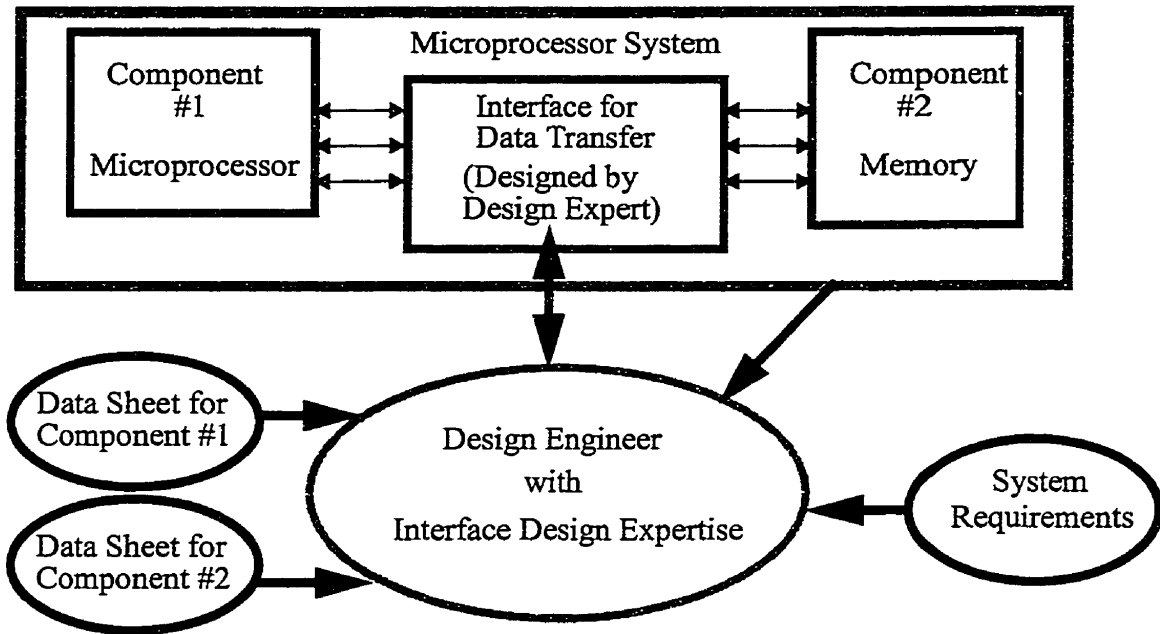 Microprocessor System
Component
#1
Microprocessor
Interface for
Data Transfer
(Designed by
Design Expert)
Component
#2
Memory
Data Sheet for
Component #1
Data Sheet for
Component #2
Design Engineer
with
Interface Design Expertise
System
Requirements